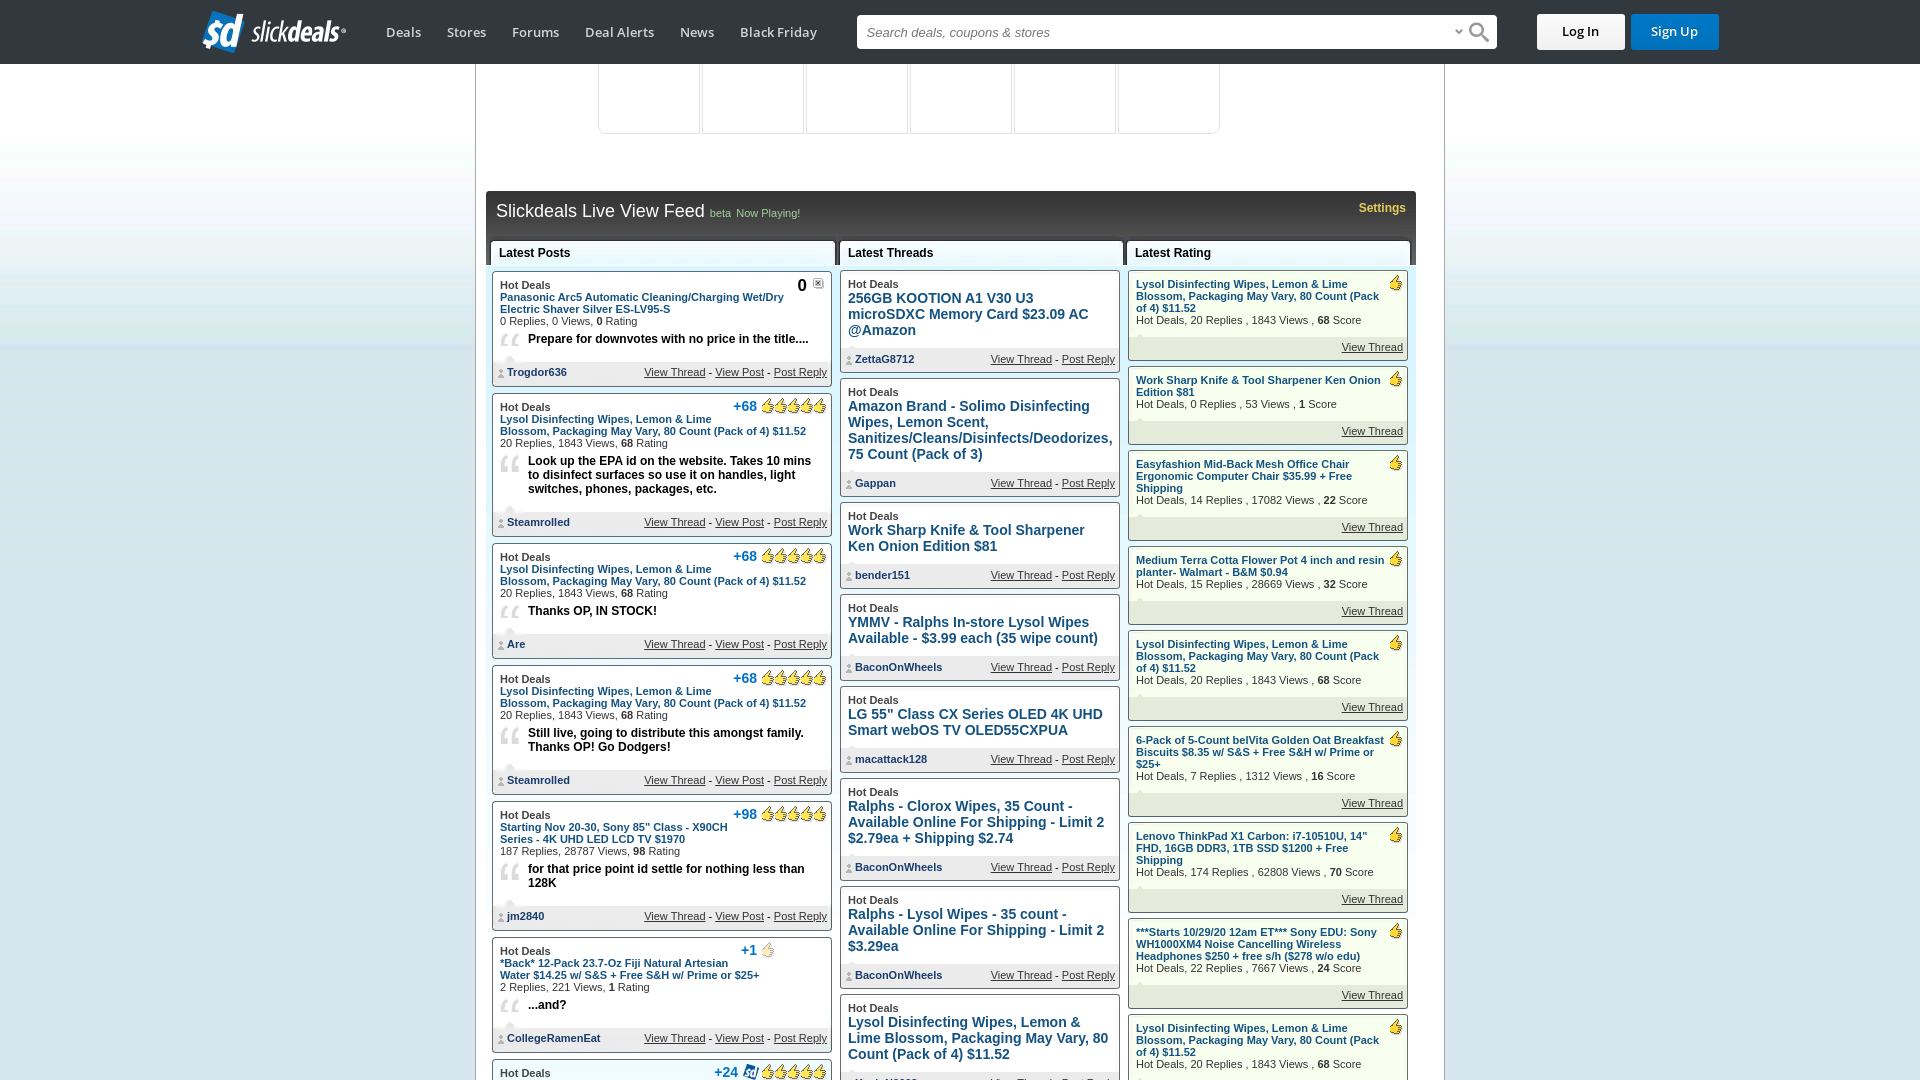 sd slickdeals
Deals
Stores
Forums
Deal Alerts
News
Black Friday
Search deals, coupons & stores
Log In
Sign Up
Slickdeals Live View Feed beta Now Playing!
Settings
Latest Posts
Hot Deals
0
Panasonic Arc5 Automatic Cleaning/Charging Wet/Dry
Electric Shaver Silver ES-LV95-S
0 Replies, 0 Views, 0 Rating
Prepare for downvotes with no price in the title....
Trogdor636
View Thread - View Post - Post Reply
Hot Deals
+68
Lysol Disinfecting Wipes, Lemon & Lime
Blossom, Packaging May Vary, 80 Count (Pack of 4) $11.52
20 Replies, 1843 Views, 68 Rating
Look up the EPA id on the website. Takes 10 mins
to disinfect surfaces so use it on handles, light
switches, phones, packages, etc.
Steamrolled
View Thread - View Post - Post Reply
Hot Deals
+68
Lysol Disinfecting Wipes, Lemon & Lime
Blossom, Packaging May Vary, 80 Count (Pack of 4) $11.52
20 Replies, 1843 Views, 68 Rating
Thanks OP, IN STOCK!
Are
View Thread - View Post - Post Reply
Hot Deals
+68
Lysol Disinfecting Wipes, Lemon & Lime
Blossom, Packaging May Vary, 80 Count (Pack of 4) $11.52
20 Replies, 1843 Views, 68 Rating
Still live, going to distribute this amongst family.
Thanks OP! Go Dodgers!
Steamrolled
View Thread - View Post - Post Reply
Hot Deals
+98
Starting Nov 20-30, Sony 85" Class - X90CH
Series - 4K UHD LED LCD TV $1970
187 Replies, 28787 Views, 98 Rating
for that price point id settle for nothing less than
128K
jm2840
View Thread - View Post - Post Reply
Hot Deals
+1
*Back* 12-Pack 23.7-Oz Fiji Natural Artesian
Water $14.25 w/ S&S + Free S&H w/ Prime or $25+
2 Replies, 221 Views, 1 Rating
...and?
CollegeRamenEat
View Thread - View Post - Post Reply
Hot Deals
+24 sd
Latest Threads
Hot Deals
256GB KOOTION A1 V30 U3
microSDXC Memory Card $23.09 AC
@Amazon
ZettaG8712
View Thread - Post Reply
Hot Deals
Amazon Brand - Solimo Disinfecting
Wipes, Lemon Scent,
Sanitizes/Cleans/Disinfects/Deodorizes,
75 Count (Pack of 3)
Gappan
View Thread - Post Reply
Hot Deals
Work Sharp Knife & Tool Sharpener
Ken Onion Edition $81
bender151
View Thread - Post Reply
Hot Deals
YMMV - Ralphs In-store Lysol Wipes
Available - $3.99 each (35 wipe count)
BaconOnWheels
View Thread - Post Reply
Hot Deals
LG 55" Class CX Series OLED 4K UHD
Smart webOS TV OLED55CXPUA
macattack128
View Thread - Post Reply
Hot Deals
Ralphs - Clorox Wipes, 35 Count -
Available Online For Shipping - Limit 2
$2.79ea + Shipping $2.74
BaconOnWheels
View Thread - Post Reply
Hot Deals
Ralphs - Lysol Wipes - 35 count -
Available Online For Shipping - Limit 2
$3.29ea
BaconOnWheels
View Thread - Post Reply
Hot Deals
Lysol Disinfecting Wipes, Lemon &
Lime Blossom, Packaging May Vary, 80
Count (Pack of 4) $11.52
Latest Rating
Lysol Disinfecting Wipes, Lemon & Lime
Blossom, Packaging May Vary, 80 Count (Pack
of 4) $11.52
Hot Deals, 20 Replies , 1843 Views , 68 Score
View Thread
Work Sharp Knife & Tool Sharpener Ken Onion
Edition $81
Hot Deals, 0 Replies , 53 Views , 1 Score
View Thread
Easyfashion Mid-Back Mesh Office Chair
Ergonomic Computer Chair $35.99 + Free
Shipping
Hot Deals, 14 Replies , 17082 Views , 22 Score
View Thread
Medium Terra Cotta Flower Pot 4 inch and resin
planter- Walmart - B&M $0.94
Hot Deals, 15 Replies , 28669 Views , 32 Score
View Thread
Lysol Disinfecting Wipes, Lemon & Lime
Blossom, Packaging May Vary, 80 Count (Pack
of 4) $11.52
Hot Deals, 20 Replies , 1843 Views , 68 Score
View Thread
6-Pack of 5-Count belVita Golden Oat Breakfast
Biscuits $8.35 w/ S&S + Free S&H w/ Prime or
$25+
Hot Deals, 7 Replies , 1312 Views , 16 Score
View Thread
Lenovo ThinkPad X1 Carbon: i7-10510U, 14"
FHD, 16GB DDR3, 1TB SSD $1200 + Free
Shipping
Hot Deals, 174 Replies , 62808 Views , 70 Score
View Thread
***Starts 10/29/20 12am ET*** Sony EDU: Sony
WH1000XM4 Noise Cancelling Wireless
Headphones $250 + free s/h ($278 w/o edu)
Hot Deals, 22 Replies , 7667 Views , 24 Score
View Thread
Lysol Disinfecting Wipes, Lemon & Lime
Blossom, Packaging May Vary, 80 Count (Pack
of 4) $11.52
Hot Deals, 20 Replies , 1843 Views , 68 Score